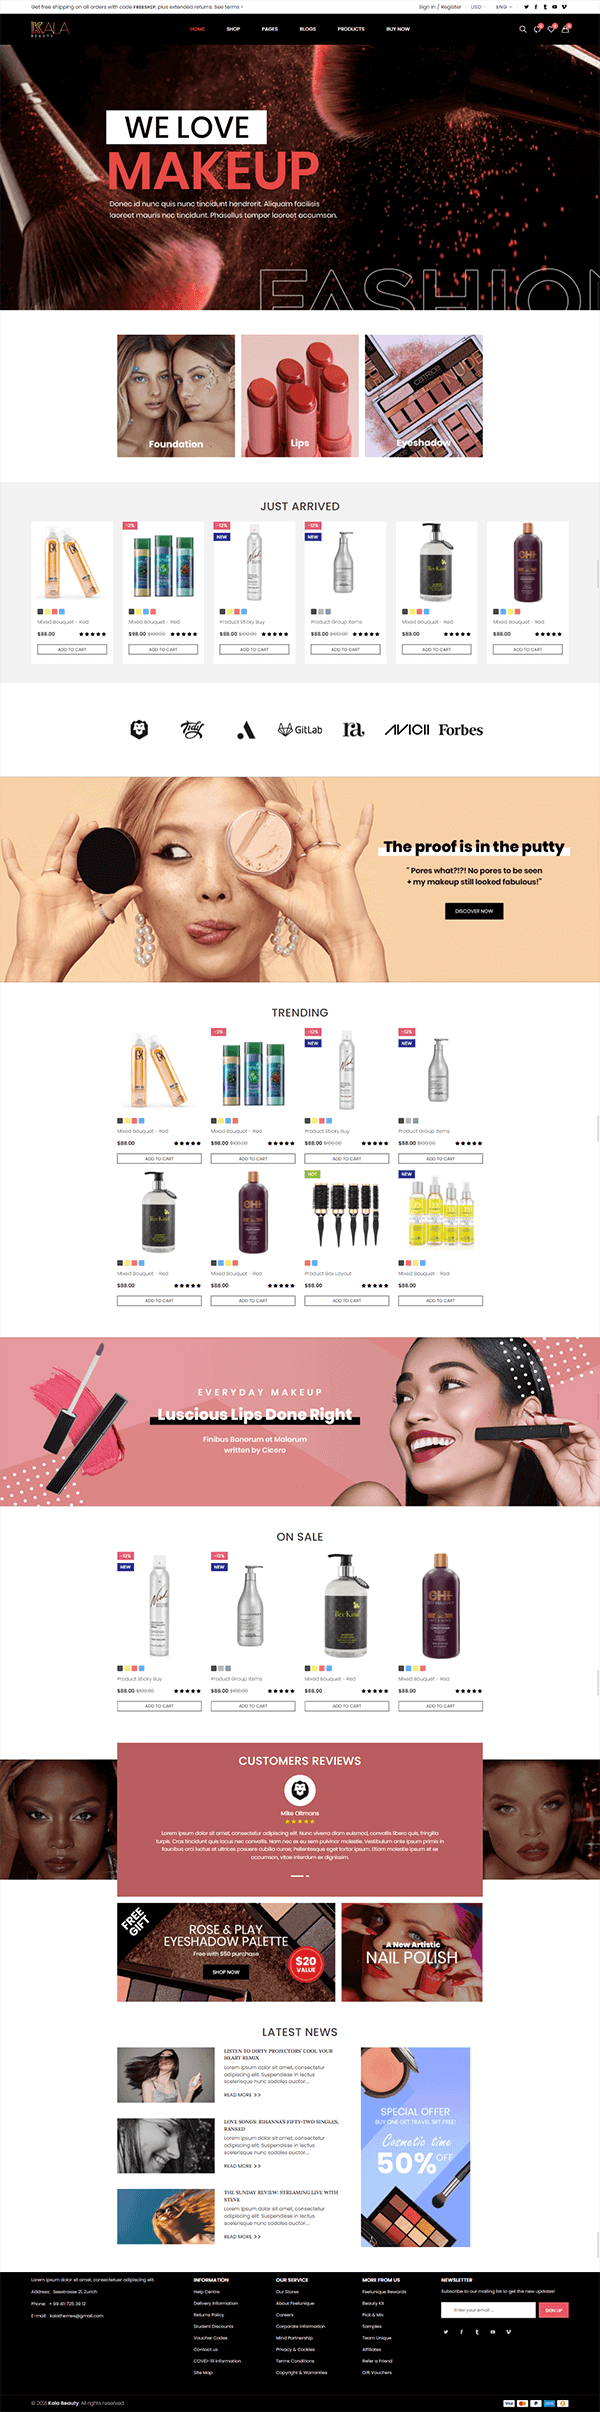 Get free shipping on all orders with code FREESHIP, plus extended returns. See terms >
Sign In / Register
USD
ENG
KALA
BEAUTY
HOME
SHOP
PAGES
BLOGS
PRODUCTS
BUY NOW
WE LOVE
MAKEUP
Donec id nunc quis nunc tincidunt hendrerit. Aliquam facilisis
laoreet mauris nec tincidunt. Phasellus tempor laoreet accumsan.
FASHION
Foundation
Lips
Eyeshadow
JUST ARRIVED
-2%
-12%
NEW
-12%
NEW
Mixed Bouquet - Red
Mixed Bouquet - Red
Product Sticky Buy
Product Group Items
Mixed Bouquet - Red
Mixed Bouquet - Red
$88.00
$98.00 $100.00
$88.00 $100.00
$88.00 $100.00
$88.00
$88.00
ADD TO CART
ADD TO CART
ADD TO CART
ADD TO CART
ADD TO CART
ADD TO CART
Tidy
GitLab
ra
AVICII
Forbes
The proof is in the putty
" Pores what?!?! No pores to be seen
+ my makeup still looked fabulous!"
DISCOVER NOW
TRENDING
-2%
-12%
NEW
-12%
NEW
Mixed Bouquet - Red
Mixed Bouquet - Red
Product Sticky Buy
Product Group Items
$88.00
$98.00 $100.00
$88.00 $100.00
$88.00 $100.00
ADD TO CART
ADD TO CART
ADD TO CART
ADD TO CART
HOT
NEW
Mixed Bouquet - Red
Mixed Bouquet - Red
Product Box Layout
Mixed Bouquet - Red
$88.00
$88.00
$88.00
$88.00
ADD TO CART
ADD TO CART
ADD TO CART
ADD TO CART
EVERYDAY MAKEUP
Luscious Lips Done Right
Finibus Bonorum et Malorum
written by Cicero
ON SALE
-12%
NEW
-12%
NEW
Product Sticky Buy
Product Group Items
Mixed Bouquet - Red
Mixed Bouquet - Red
$88.00 $100.00
$88.00 $100.00
$88.00
$88.00
ADD TO CART
ADD TO CART
ADD TO CART
ADD TO CART
CUSTOMERS REVIEWS
Mike Ottmans
Lorem ipsum dolor sit amet, consectetur adipiscing elit. Nunc viverra diam euismod, convallis libero quis, fringilla
turpis. Cras tincidunt quis lacus nec convallis. Nam nec ex eu sem pulvinar molestie. Vestibulum ante ipsum primis in
faucibus orci luctus et ultrices posuere cubilia curae; Pellentesque eget tortor ipsum. Etiam molestie ex ac
accumsan, vitae interdum ex dignissim.
FREE
GIFT
ROSE & PLAY
EYESHADOW PALETTE
Free with $50 purchase
SHOP NOW
$20
VALUE
A New Artistic
NAIL POLISH
LATEST NEWS
LISTEN TO DIRTY PROJECTORS' COOL YOUR
HEART REMIX
Lorem ipsum dolor sit amet, consectetur
adipiscing elit. Suspendisse in lectus
scelerisque nunc sodales auctor...
READ MORE >>
LOVE SONGS: RIHANNA'S FIFTY-TWO SINGLES,
RANKED
Lorem ipsum dolor sit amet, consectetur
adipiscing elit. Suspendisse in lectus
scelerisque nunc sodales auctor...
READ MORE >>
THE SUNDAY REVIEW: STREAMING LIVE WITH
STEVE
Lorem ipsum dolor sit amet, consectetur
adipiscing elit. Suspendisse in lectus
scelerisque nunc sodales auctor...
READ MORE >>
SPECIAL OFFER
BUY ONE GET TRAVEL SRT FREE!
Cosmetic time
50% OFF
Lorem ipsum dolor sit amet, consectetuer adipiscing elit.
Address: Seestrasse 21, Zurich
Phone: + 99 411 725 39 12
E-mail: kalathemes@gmail.com
INFORMATION
Help Centre
Delivery Information
Returns Policy
Student Discounts
Voucher Codes
Contact us
COVID-19 Information
Site Map
OUR SERVICE
Our Stores
About Feelunique
Careers
Corporate Information
Mind Partnership
Privacy & Cookies
Terms Conditions
Copyright & Warranties
MORE FROM US
Feelunique Rewards
Beauty Kit
Pick & Mix
Samples
Team Unique
Affiliates
Refer a Friend
Gift Vouchers
NEWSLETTER
Subscribe to our mailing list to get the new updates!
Enter your email ...
SIGN UP
© 2021 Kala Beauty. All rights reserved